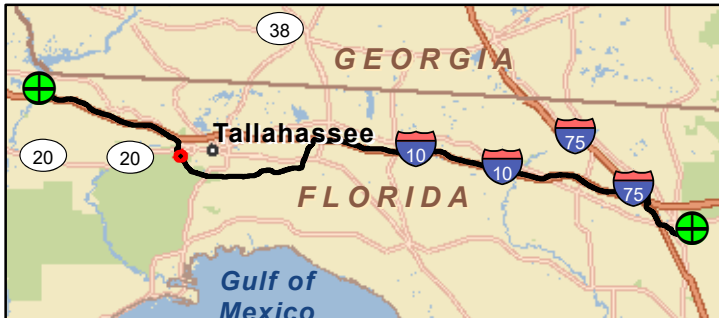 38
GEORGIA
Tallahassee
75
20
20
10
10
FLORIDA
75
Gulf of
Mexico